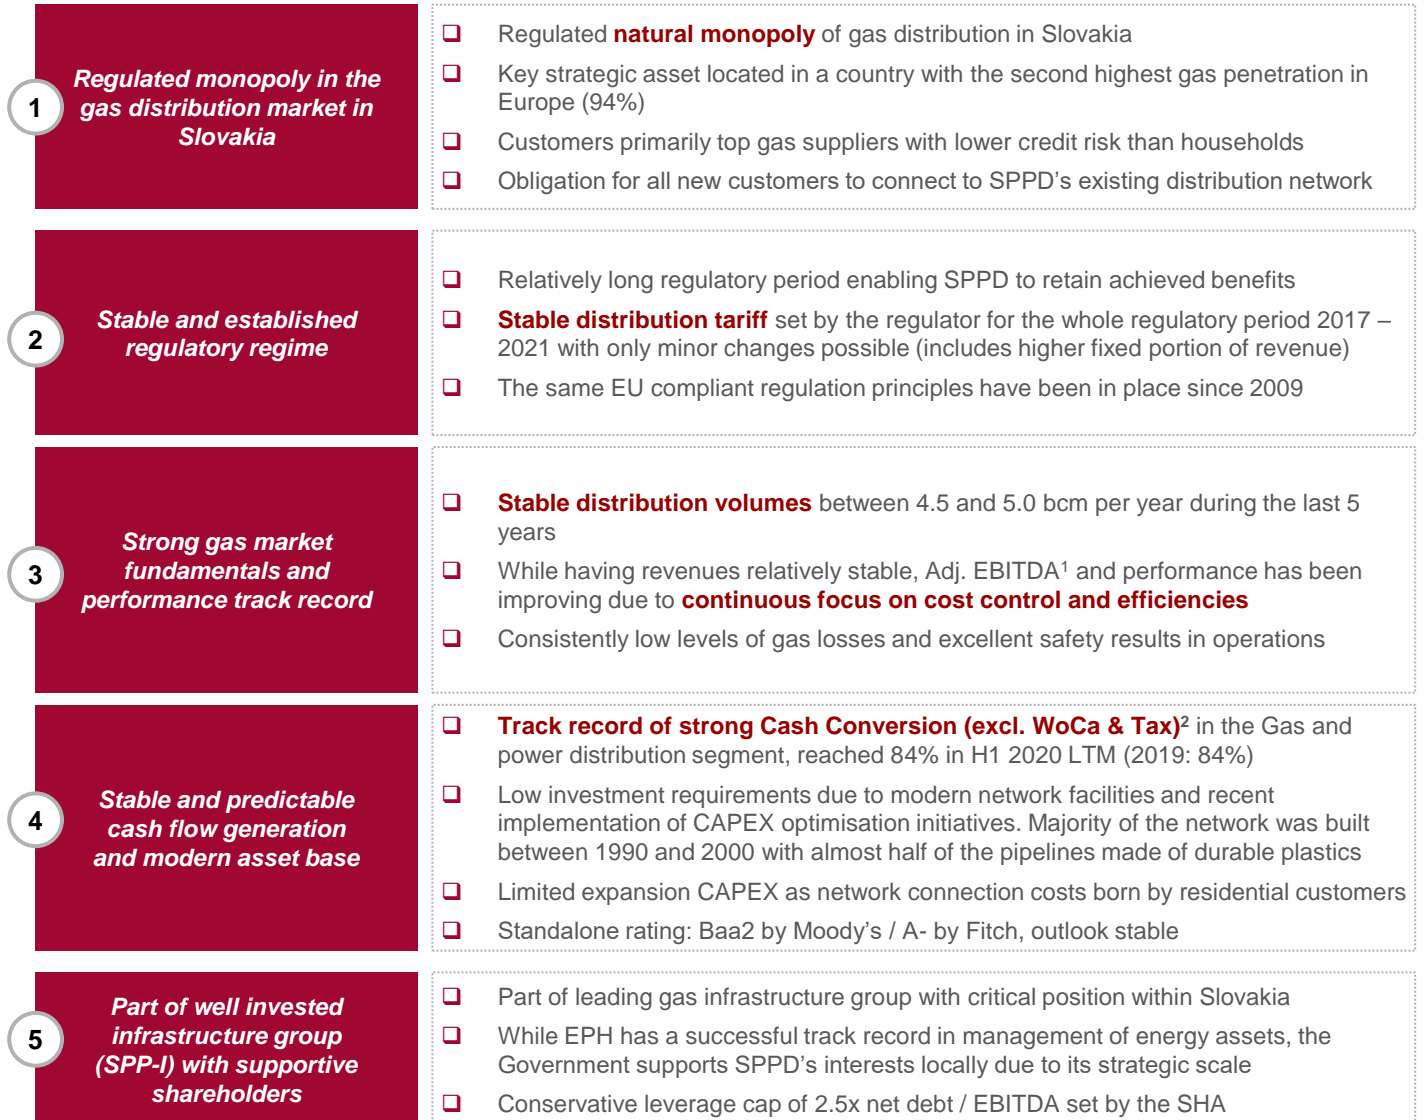 1
Regulated monopoly in the
gas distribution market in
Slovakia
❑ Regulated natural monopoly of gas distribution in Slovakia
❑ Key strategic asset located in a country with the second highest gas penetration in
Europe (94%)
❑ Customers primarily top gas suppliers with lower credit risk than households
❑ Obligation for all new customers to connect to SPPD’s existing distribution network
2
Stable and established
regulatory regime
❑ Relatively long regulatory period enabling SPPD to retain achieved benefits
❑ Stable distribution tariff set by the regulator for the whole regulatory period 2017 –
2021 with only minor changes possible (includes higher fixed portion of revenue)
❑ The same EU compliant regulation principles have been in place since 2009
3
Strong gas market
fundamentals and
performance track record
❑ Stable distribution volumes between 4.5 and 5.0 bcm per year during the last 5
years
❑ While having revenues relatively stable, Adj. EBITDA¹ and performance has been
improving due to continuous focus on cost control and efficiencies
❑ Consistently low levels of gas losses and excellent safety results in operations
4
Stable and predictable
cash flow generation
and modern asset base
❑ Track record of strong Cash Conversion (excl. WoCa & Tax)² in the Gas and
power distribution segment, reached 84% in H1 2020 LTM (2019: 84%)
❑ Low investment requirements due to modern network facilities and recent
implementation of CAPEX optimisation initiatives. Majority of the network was built
between 1990 and 2000 with almost half of the pipelines made of durable plastics
❑ Limited expansion CAPEX as network connection costs born by residential customers
❑ Standalone rating: Baa2 by Moody’s / A- by Fitch, outlook stable
5
Part of well invested
infrastructure group
(SPP-I) with supportive
shareholders
❑ Part of leading gas infrastructure group with critical position within Slovakia
❑ While EPH has a successful track record in management of energy assets, the
Government supports SPPD’s interests locally due to its strategic scale
❑ Conservative leverage cap of 2.5x net debt / EBITDA set by the SHA